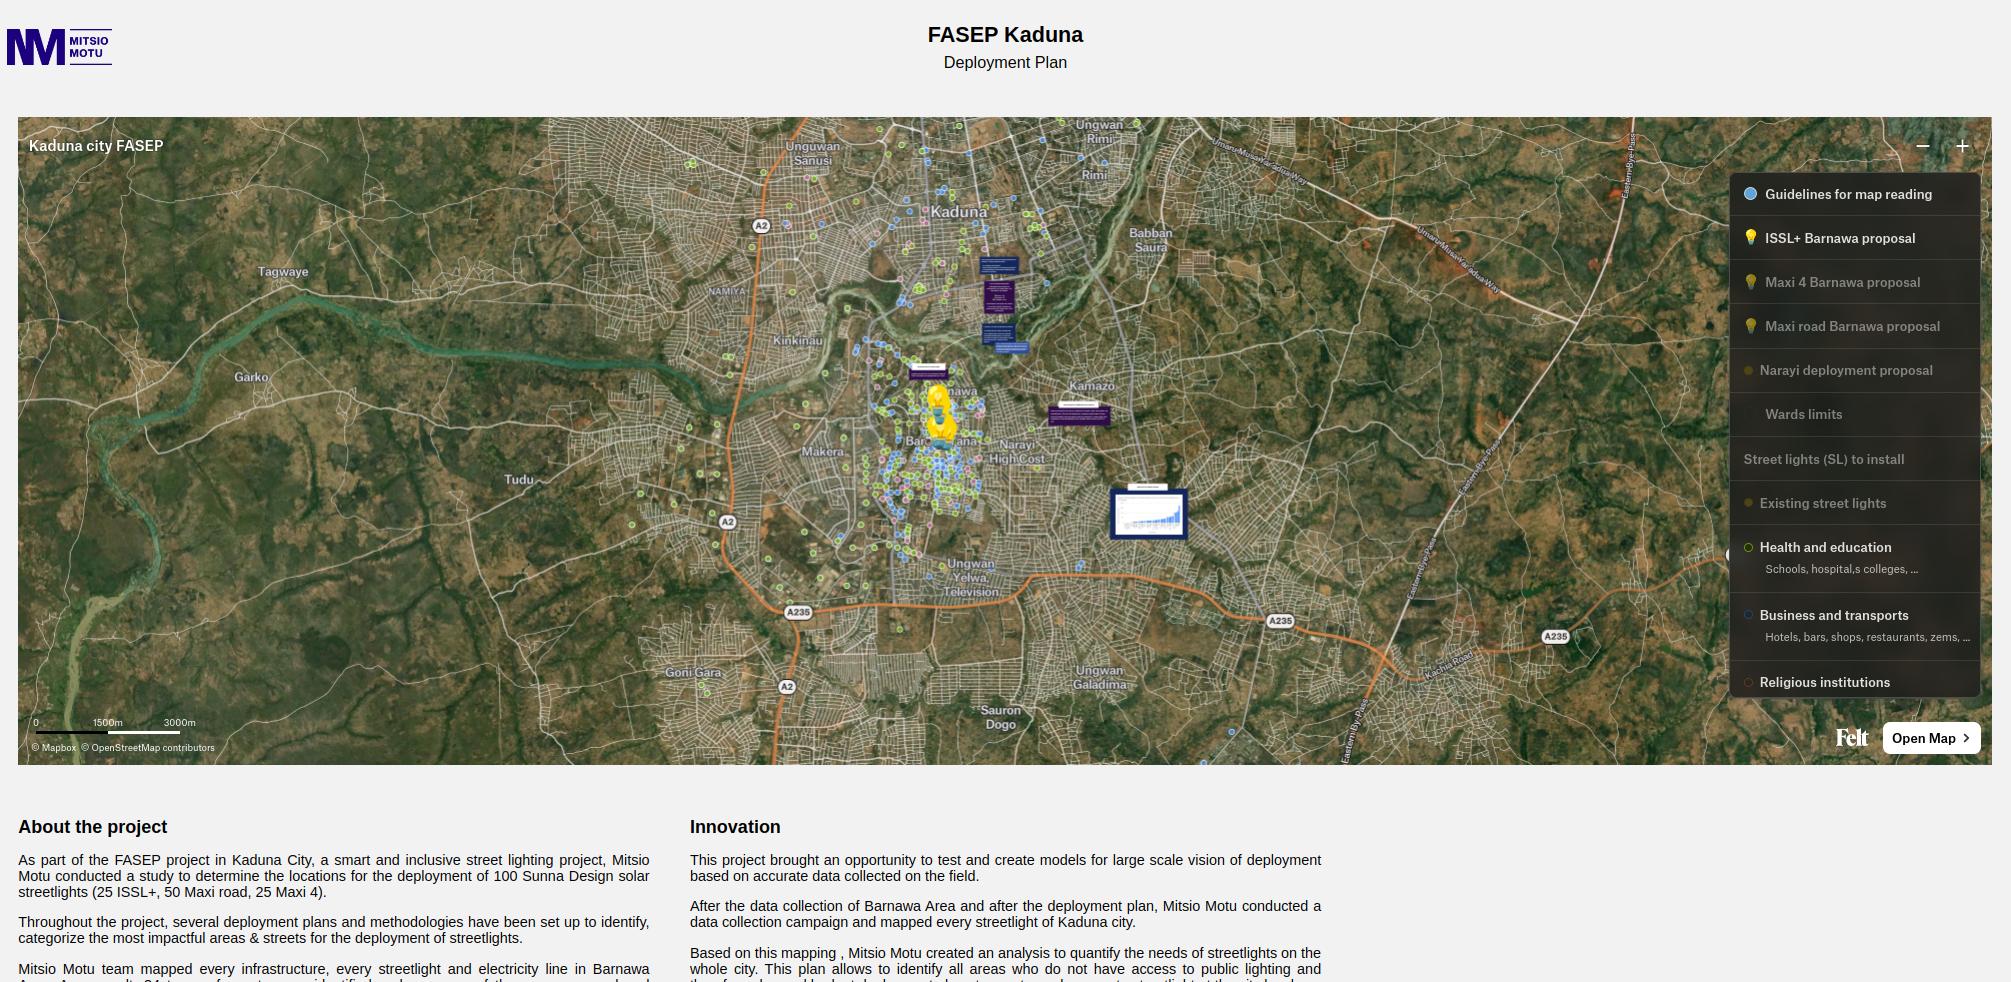 MITSIO
MOTU
FASEP Kaduna
Deployment Plan
Kaduna city FASEP
Ungwan
Rimi
Unguwan
Sanusi
Umaru Musa Yaradua Way
Eastern Bye-Pass
Rimi
Kaduna
A2
Babban
Saura
Umaru Musa Yaradua Way
Tagwaye
NAMIYA
Kinkinau
Garko
Kamazo
Makera
Narayi
High Cost
Eastern Bye-Pass
Tudu
A2
Eastern Bye-Pass
Ungwan
Yelwa,
Television
A235
A235
A235
Kachia Road
Goni Gara
Ungwan
Galadima
A2
Sauron
Dogo
Eastern Bye-Pass
Guidelines for map reading
ISSL+ Barnawa proposal
Maxi 4 Barnawa proposal
Maxi road Barnawa proposal
Narayi deployment proposal
Wards limits
Street lights (SL) to install
Existing street lights
Health and education
Schools, hospital,s colleges, ...
Business and transports
Hotels, bars, shops, restaurants, zems, ...
Religious institutions
0 1500m 3000m
© Mapbox © OpenStreetMap contributors
Felt
Open Map
About the project
As part of the FASEP project in Kaduna City, a smart and inclusive street lighting project, Mitsio
Motu conducted a study to determine the locations for the deployment of 100 Sunna Design solar
streetlights (25 ISSL+, 50 Maxi road, 25 Maxi 4).
Throughout the project, several deployment plans and methodologies have been set up to identify,
categorize the most impactful areas & streets for the deployment of streetlights.
Mitsio Motu team mapped every infrastructure, every streetlight and electricity line in Barnawa
Innovation
This project brought an opportunity to test and create models for large scale vision of deployment
based on accurate data collected on the field.
After the data collection of Barnawa Area and after the deployment plan, Mitsio Motu conducted a
data collection campaign and mapped every streetlight of Kaduna city.
Based on this mapping , Mitsio Motu created an analysis to quantify the needs of streetlights on the
whole city. This plan allows to identify all areas who do not have access to public lighting and